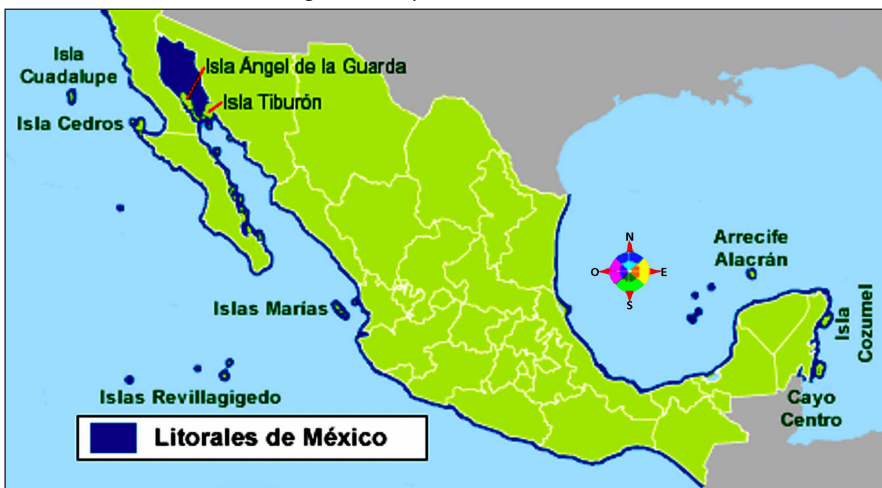 Isla
Guadalupe
Isla Ángel de la Guarda
Isla Tiburón
Isla Cedros
N
O
E
S
Arrecife
Alacrán
Islas Marías
Isla
Cozumel
Islas Revillagigedo
Cayo
Centro
Litorales de México